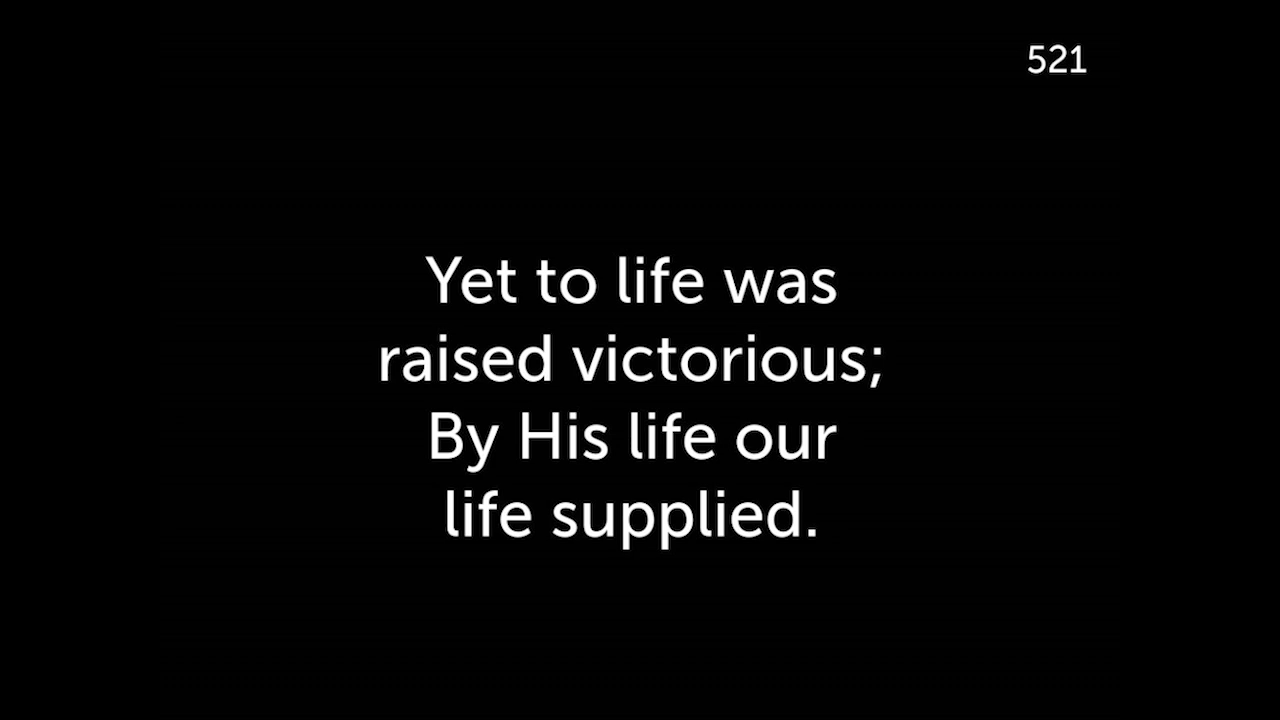 521
Yet to life was
raised victorious;
By His life our
life supplied.